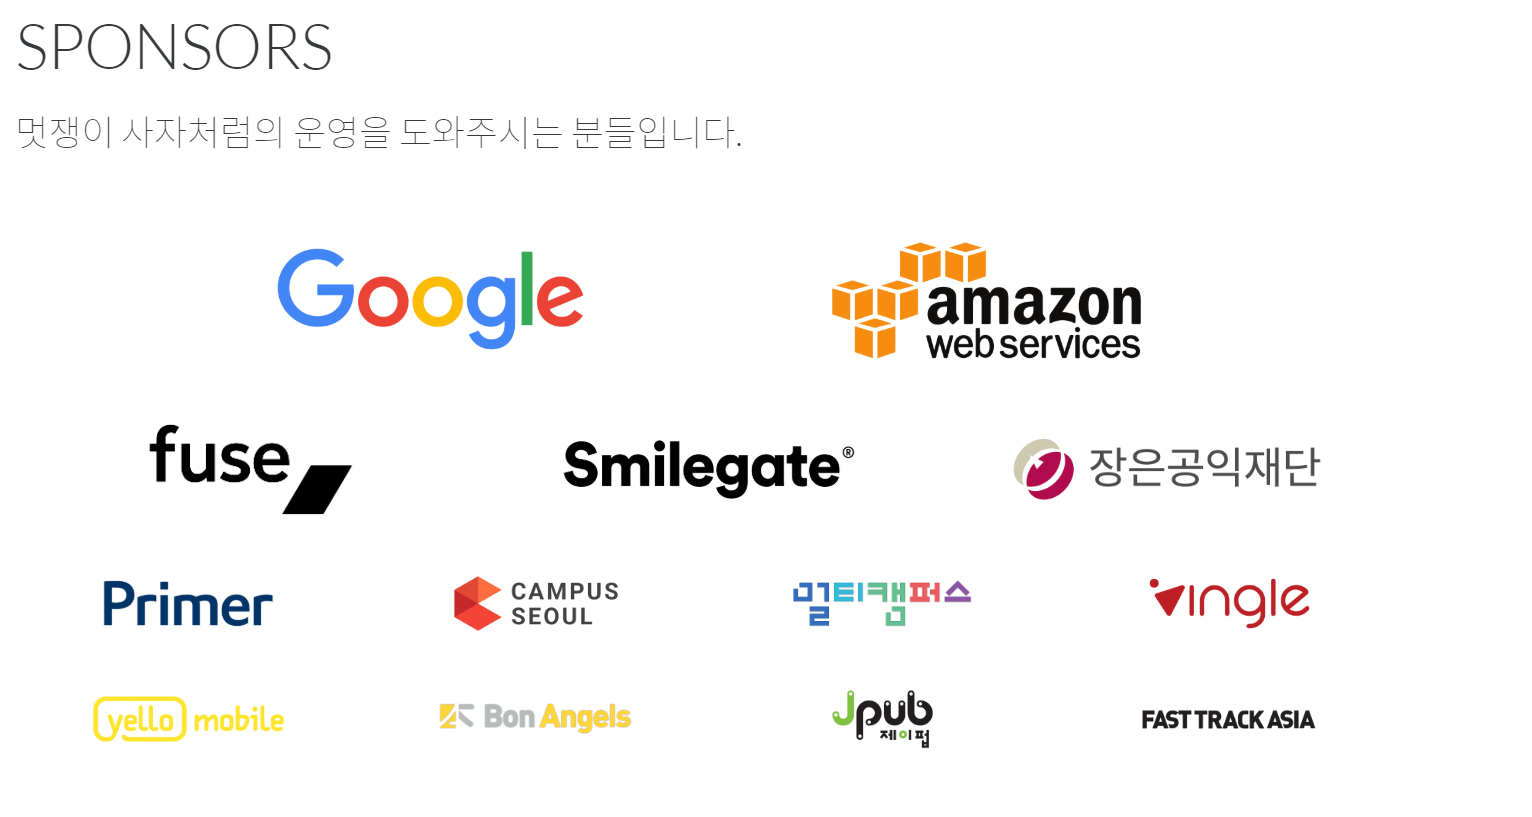 SPONSORS
멋쟁이 사자처럼의 운영을 도와주시는 분들입니다.
Google
amazon
web services
fuse
Smilegate®
장은공익재단
Primer
CAMPUS
SEOUL
멀티캠퍼스
vingle
yello mobile
Bon Angels
Jpub
제이펍
FAST TRACK ASIA